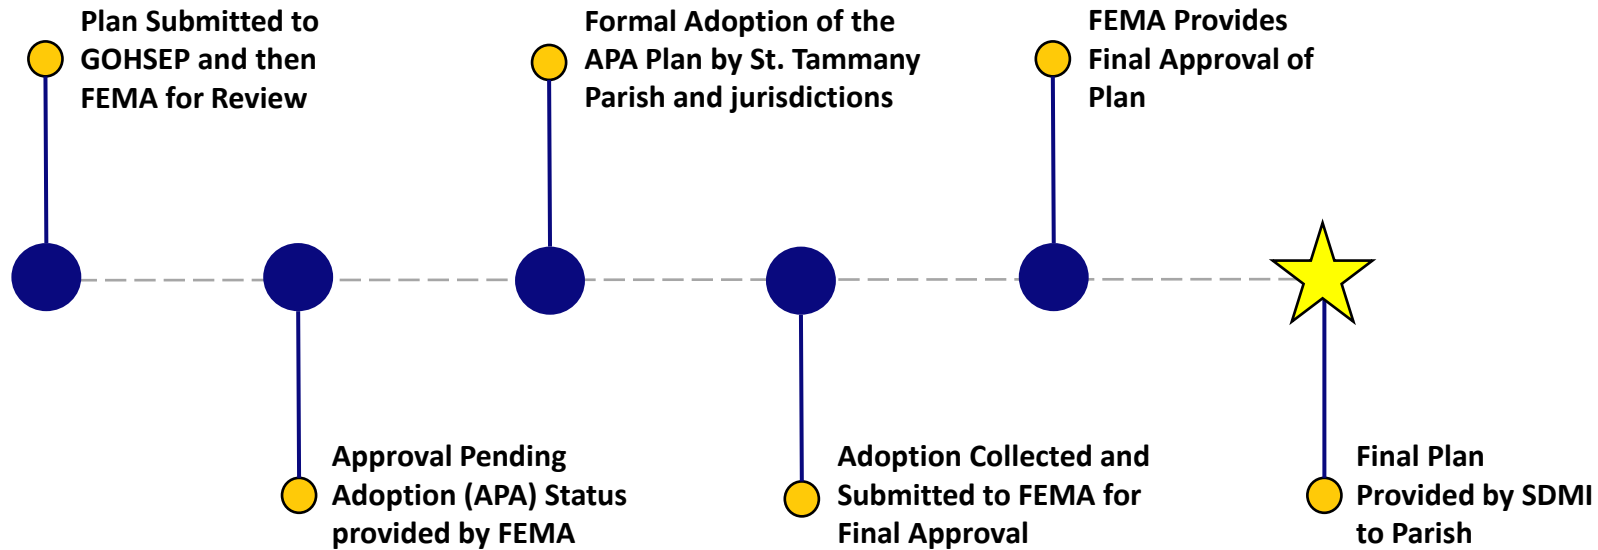 Plan Submitted to
GOHSEP and then
FEMA for Review
Approval Pending
Adoption (APA) Status
provided by FEMA
Formal Adoption of the
APA Plan by St. Tammany
Parish and jurisdictions
Adoption Collected and
Submitted to FEMA for
Final Approval
FEMA Provides
Final Approval of
Plan
Final Plan
Provided by SDMI
to Parish